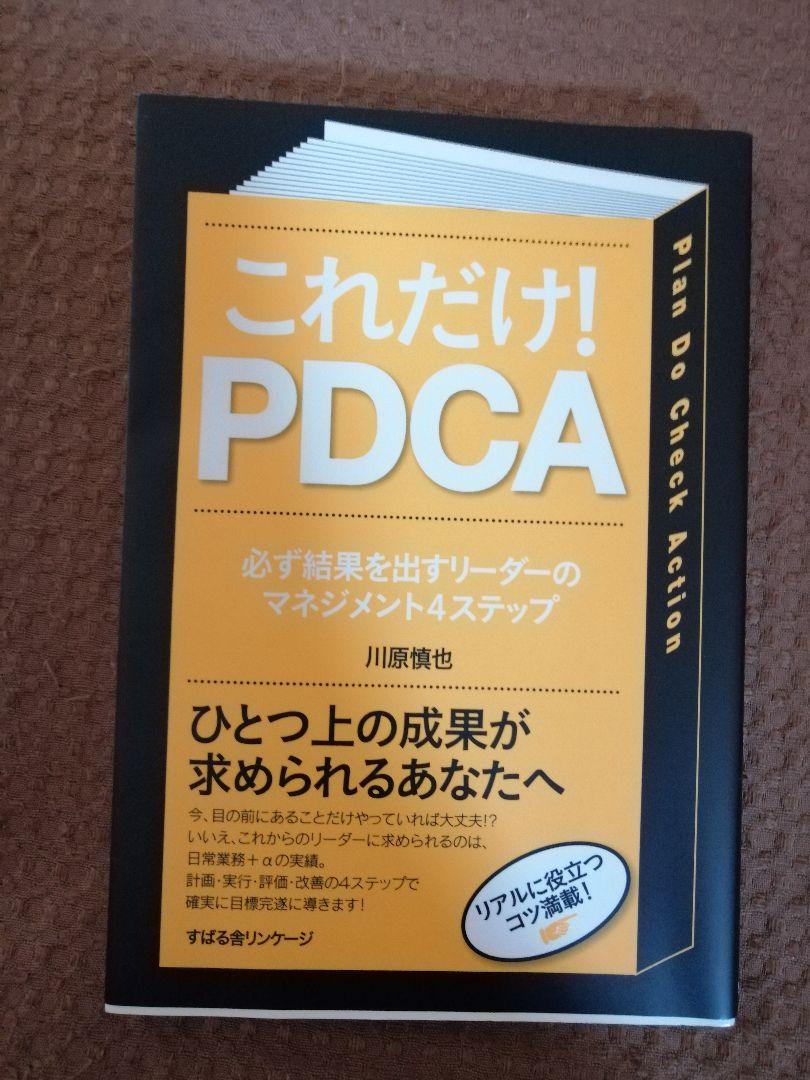 これだけ!
PDCA
必ず結果を出すリーダーの
マネジメント4ステップ
川原慎也
ひとつ上の成果が
求められるあなたへ
今、目の前にあることだけやっていれば大丈夫!?
いいえ、これからのリーダーに求められるのは、
日常業務+αの実績。
計画・実行・評価・改善の4ステップで
確実に目標完遂に導きます!
すばる舎リンケージ
リアルに役立つ
コツ満載!
Plan Do Check Action